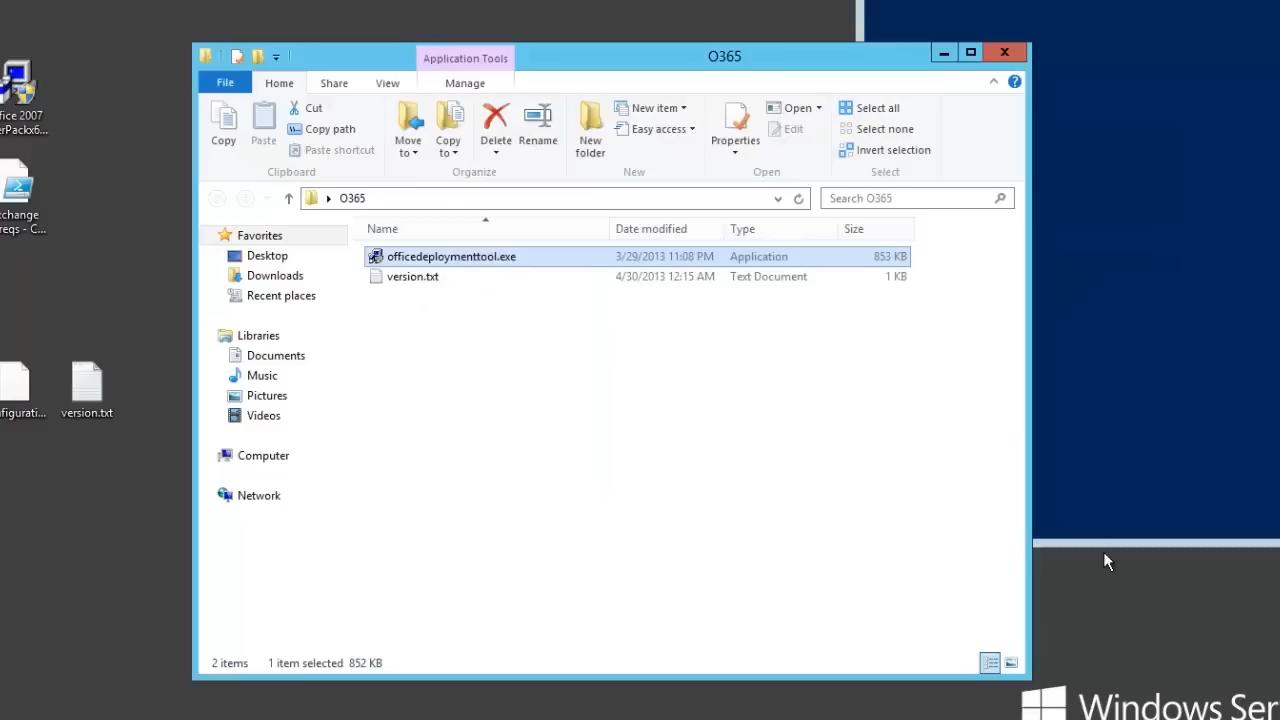 Application Tools
O365
File
Home
Share
View
Manage
Copy
Paste
Cut
Copy path
Paste shortcut
Clipboard
Move to
Copy to
Delete
Rename
Organize
New folder
New item
Easy access
New
Properties
Open
Edit
Open
Select all
Select none
Invert selection
Select
O365
Search O365
Name
Date modified
Type
Size
officedeploymenttool.exe
3/29/2013 11:08 PM
Application
853 KB
version.txt
4/30/2013 12:15 AM
Text Document
1 KB
Favorites
Desktop
Downloads
Recent places
Libraries
Documents
Music
Pictures
Videos
Computer
Network
2 items
1 item selected 852 KB
fice 2007
erPackx6...
change
reqs - C...
figurati...
version.txt
Windows Ser